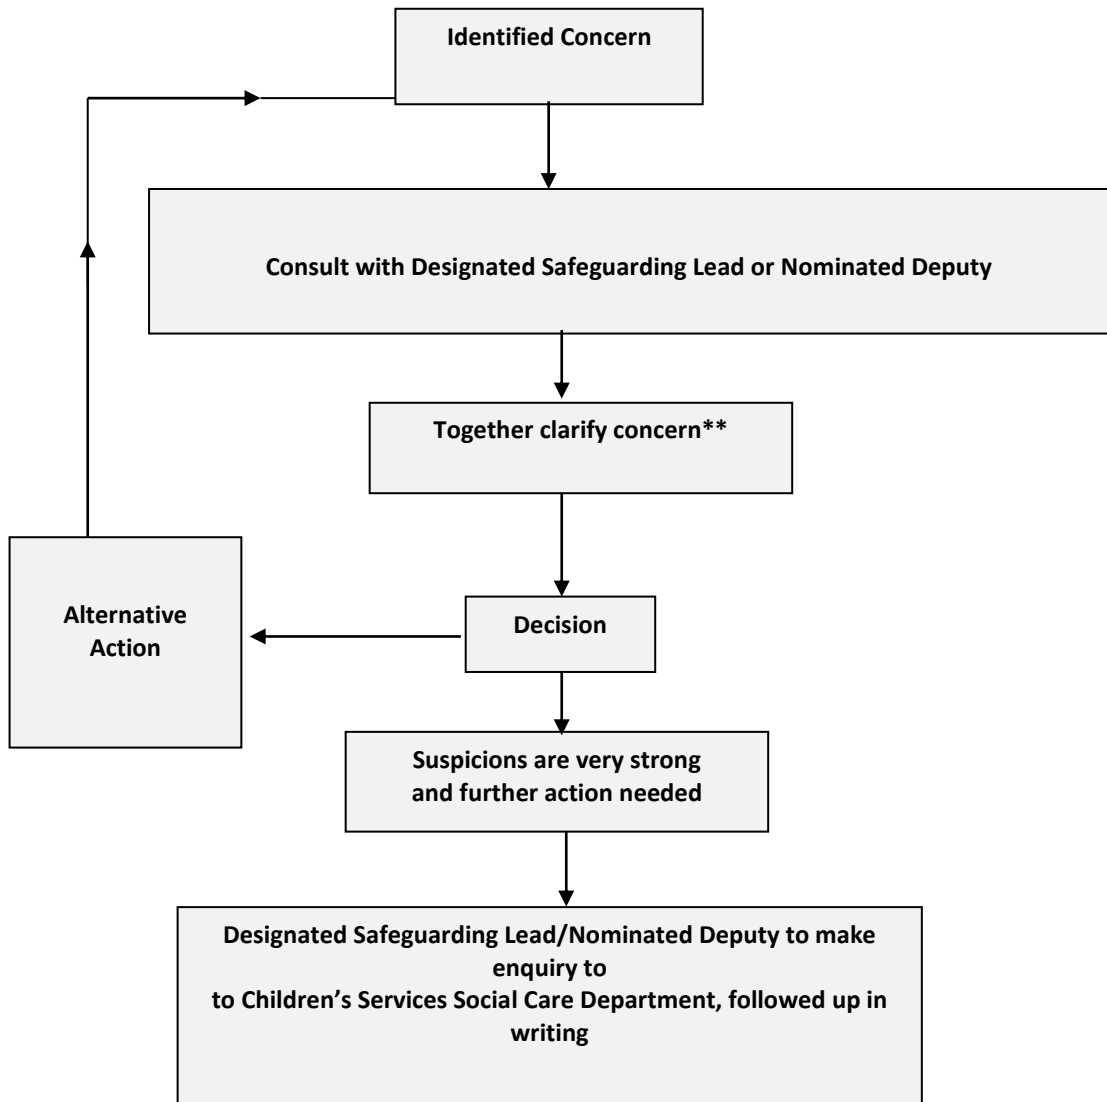 Identified Concern
Consult with Designated Safeguarding Lead or Nominated Deputy
Together clarify concern**
Decision
Alternative
Action
Suspicions are very strong
and further action needed
Designated Safeguarding Lead/Nominated Deputy to make
enquiry to
to Children’s Services Social Care Department, followed up in
writing